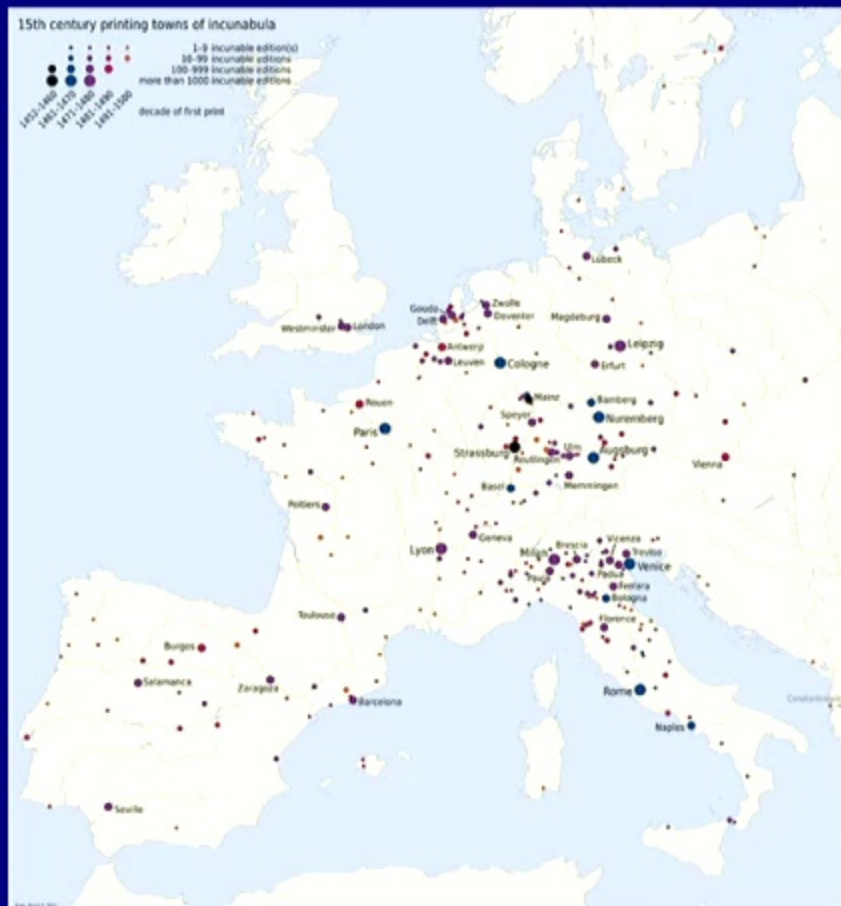 15th century printing towns of incunabula
1-9 incunable edition(s)
10-99 incunable editions
100-999 incunable editions
more than 1000 incunable editions
1452-1460
1461-1470
1471-1480
1481-1490
1491-1500
decade of first print
Lübeck
Gouda
Zwolle
Delft
Deventer
Magdeburg
Westminster
London
Antwerp
Leipzig
Leuven
Cologne
Erfurt
Rouen
Mainz
Bamberg
Speyer
Nuremberg
Paris
Strassburg
Ulm
Augsburg
Reutlingen
Vienna
Basel
Memmingen
Poitiers
Geneva
Vicenza
Lyon
Milan
Brescia
Treviso
Venice
Pavia
Padua
Ferrara
Bologna
Toulouse
Florence
Burgos
Salamanca
Zaragoza
Rome
Barcelona
Naples
Seville